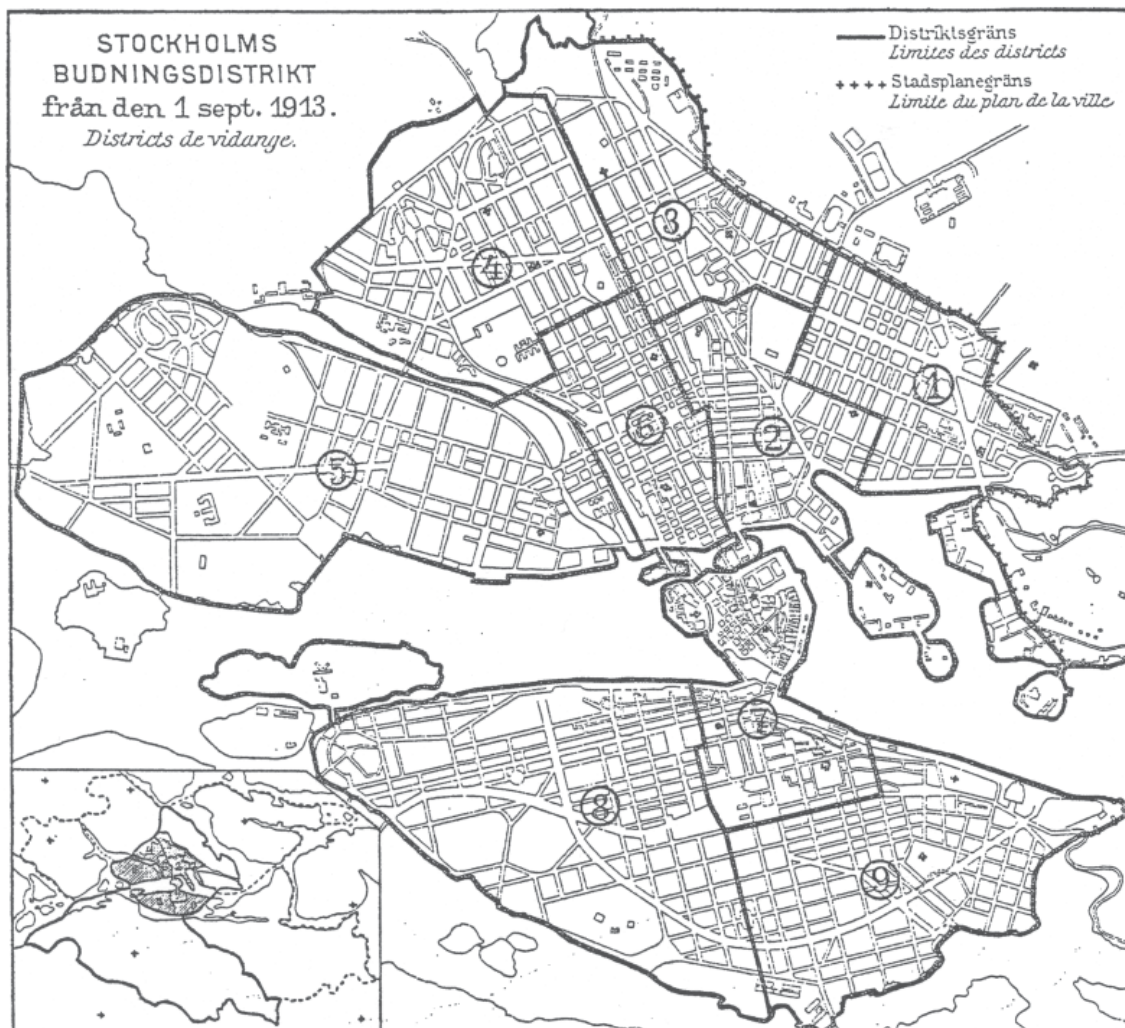 STOCKHOLMS
BUDNINGSDISTRIKT
från den 1 sept. 1913.
Districts de vidange.
Distriktsgräns
Limites des districts
Stadsplanegräns
Limite du plan de la ville
3
4
1
6
2
5
7
8
9